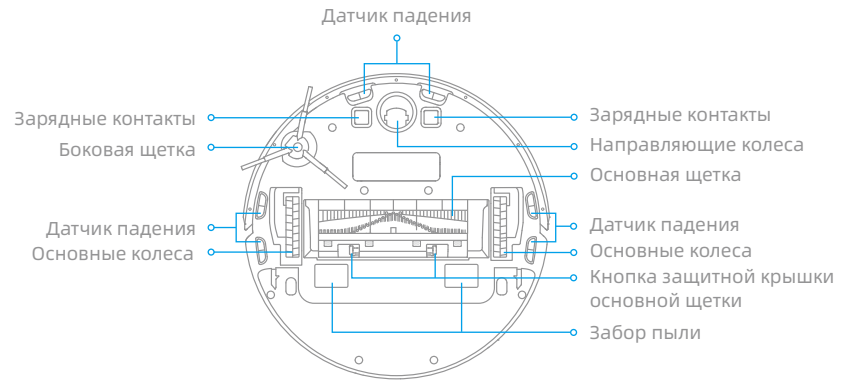 Датчик падения
Зарядные контакты
Боковая щетка
Датчик падения
Основные колеса
Зарядные контакты
Направляющие колеса
Основная щетка
Датчик падения
Основные колеса
Кнопка защитной крышки
основной щетки
Забор пыли